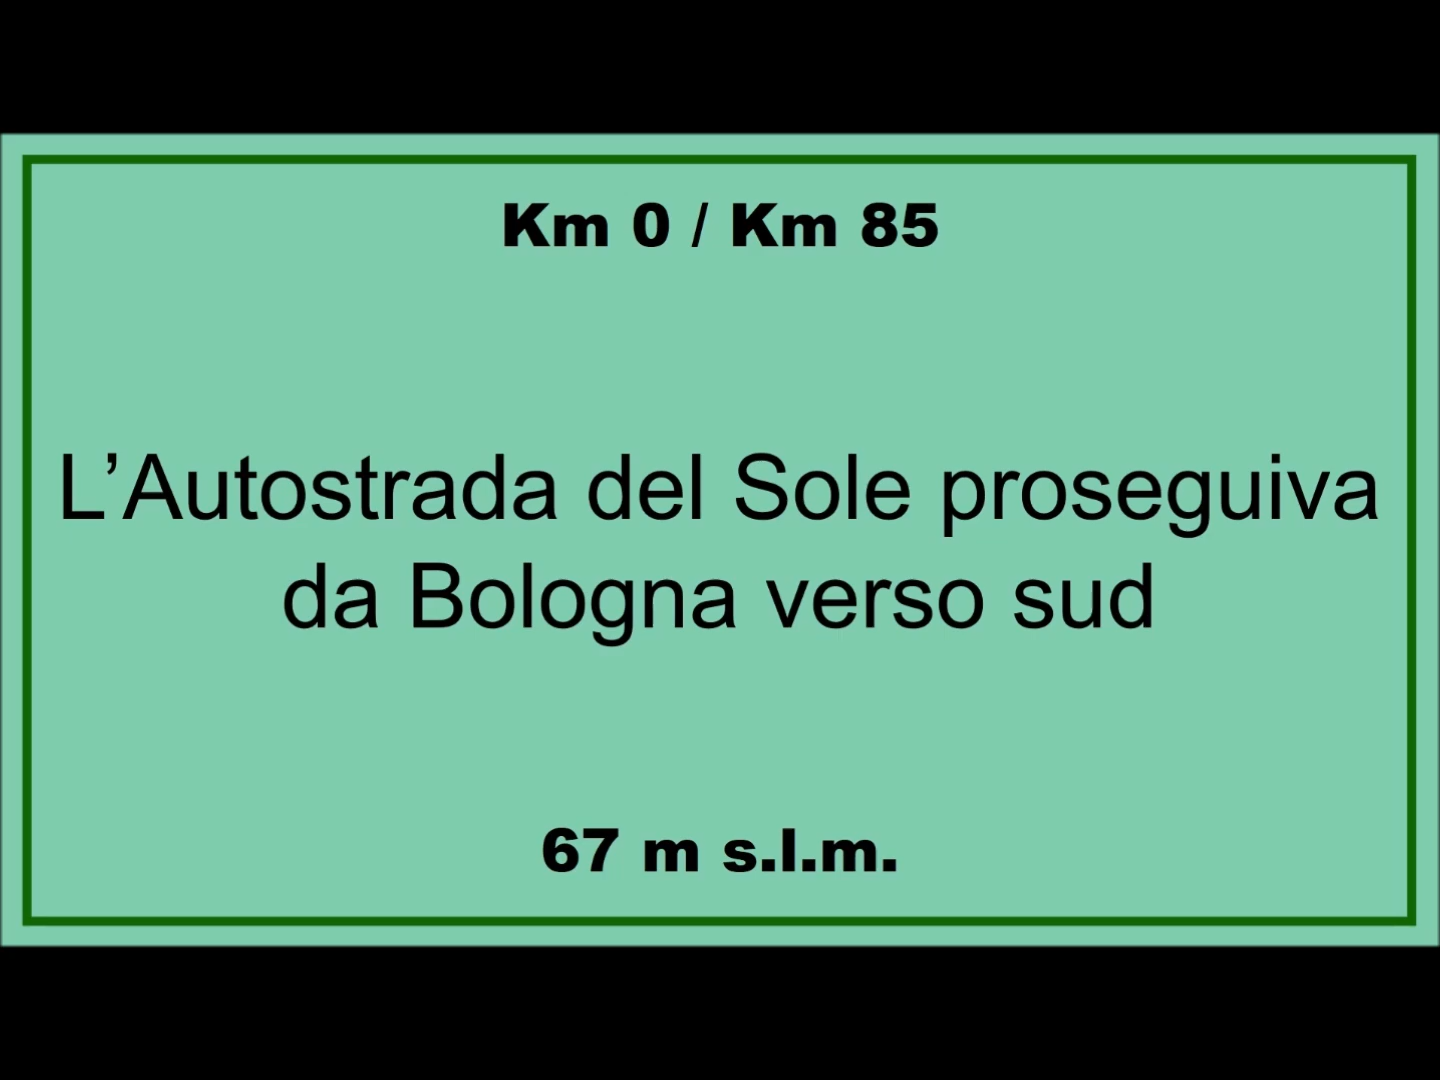 Km 0 / Km 85
L’Autostrada del Sole proseguiva
da Bologna verso sud
67 m s.l.m.